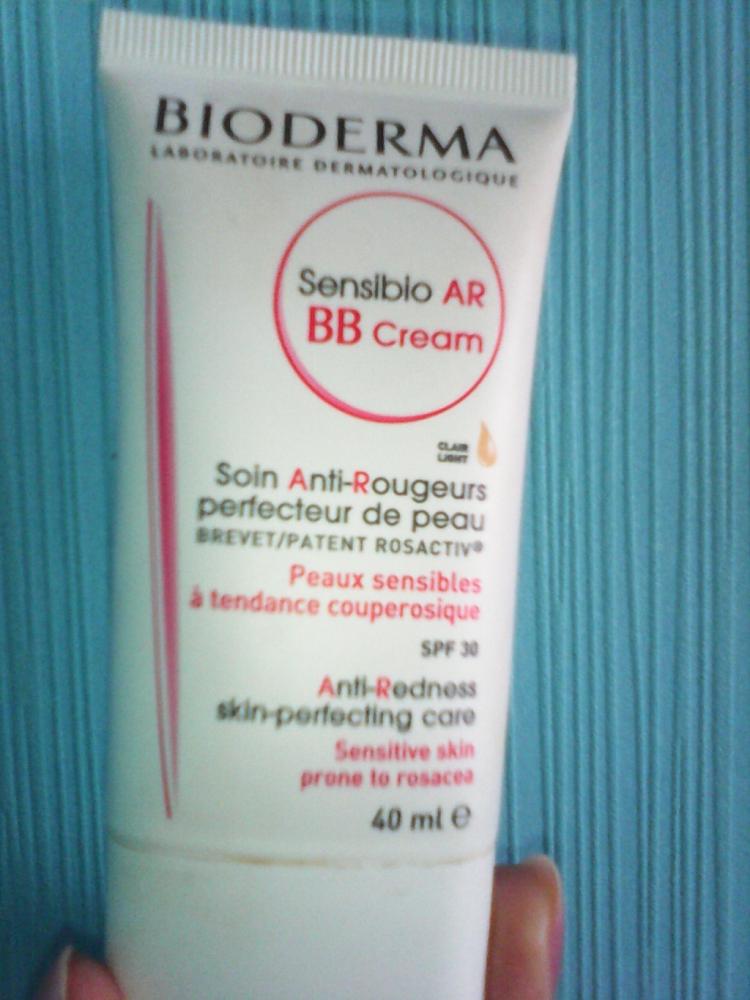 BIODERMA
LABORATOIRE DERMATOLOGIQUE
Sensibio AR
BB Cream
CLAIR
LIGHT
Soin Anti-Rougeurs
perfecteur de peau
BREVET/PATENT ROSACTIV®
Peaux sensibles
à tendance couperosique
SPF 30
Anti-Redness
skin-perfecting care
Sensitive skin
prone to rosacea
40 ml ℮